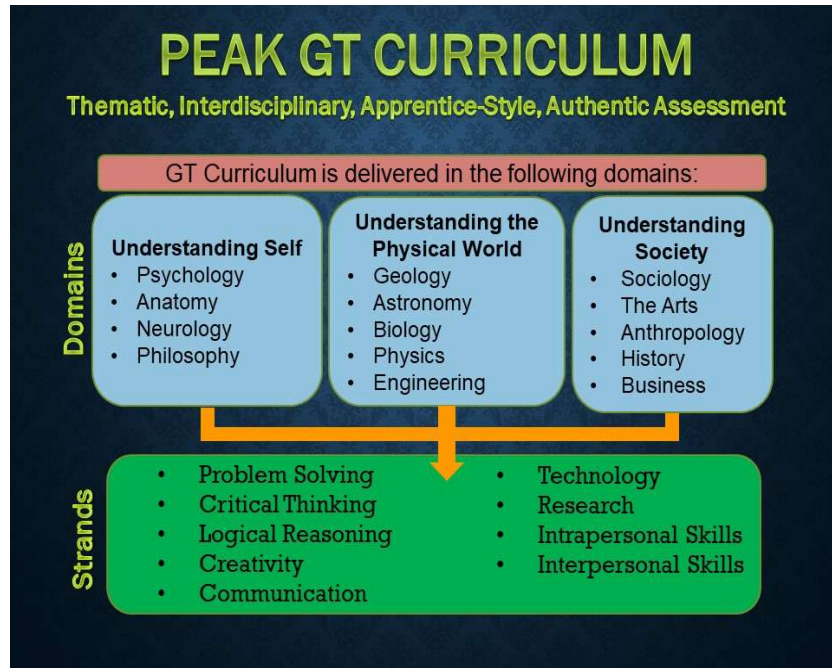 PEAK GT CURRICULUM
Thematic, Interdisciplinary, Apprentice-Style, Authentic Assessment
GT Curriculum is delivered in the following domains:
Domains
Understanding Self
• Psychology
• Anatomy
• Neurology
• Philosophy
Understanding the
Physical World
• Geology
• Astronomy
• Biology
• Physics
• Engineering
Understanding
Society
• Sociology
• The Arts
• Anthropology
• History
• Business
Strands
• Problem Solving
• Critical Thinking
• Logical Reasoning
• Creativity
• Communication
• Technology
• Research
• Intrapersonal Skills
• Interpersonal Skills